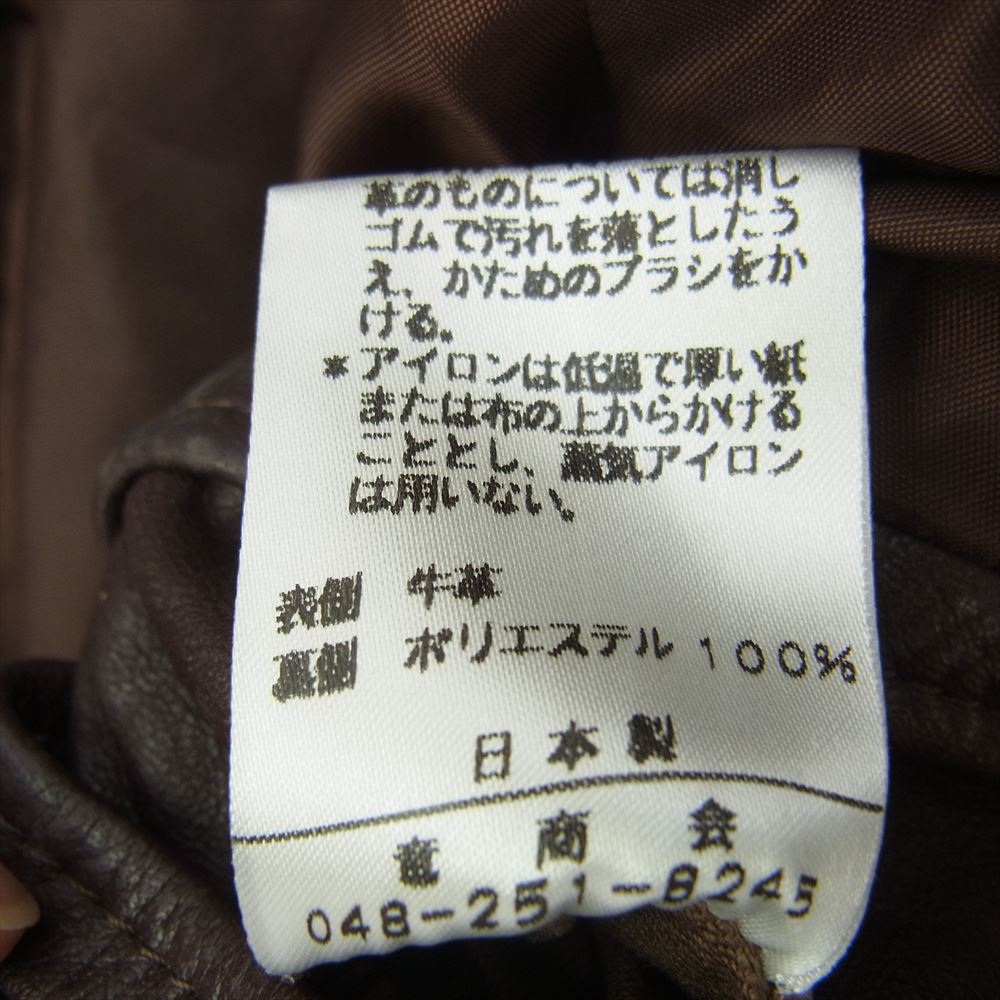 革のものについては消し
ゴムで汚れを落としたう
え、かためのブラシをか
ける。
*アイロンは低温で厚い紙
または布の上からかける
こととし、蒸気アイロン
は用いない。
表側 牛革
裏側 ポリエステル 100%
日本製
竜商会
048-251-8245